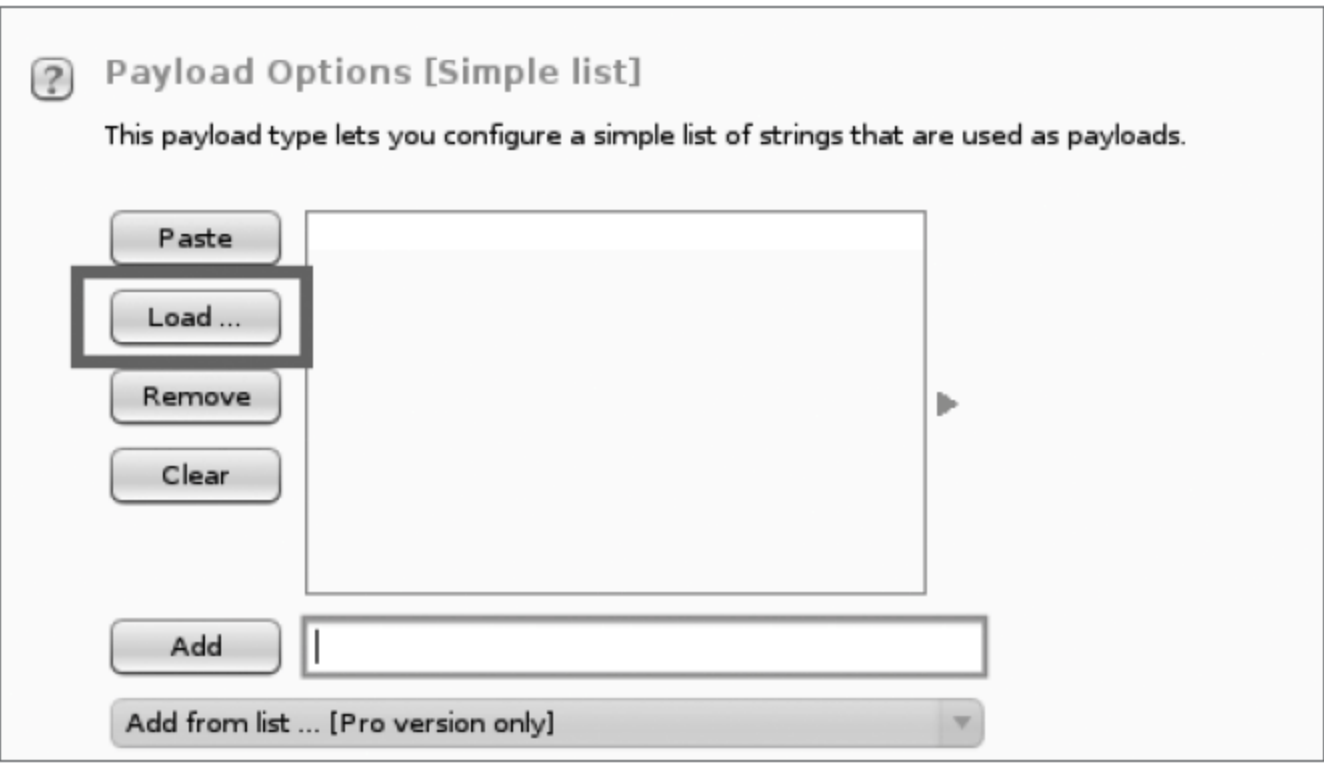 ?
Payload Options [Simple list]
This payload type lets you configure a simple list of strings that are used as payloads.
Paste
Load ...
Remove
Clear
Add
Add from list ... [Pro version only]